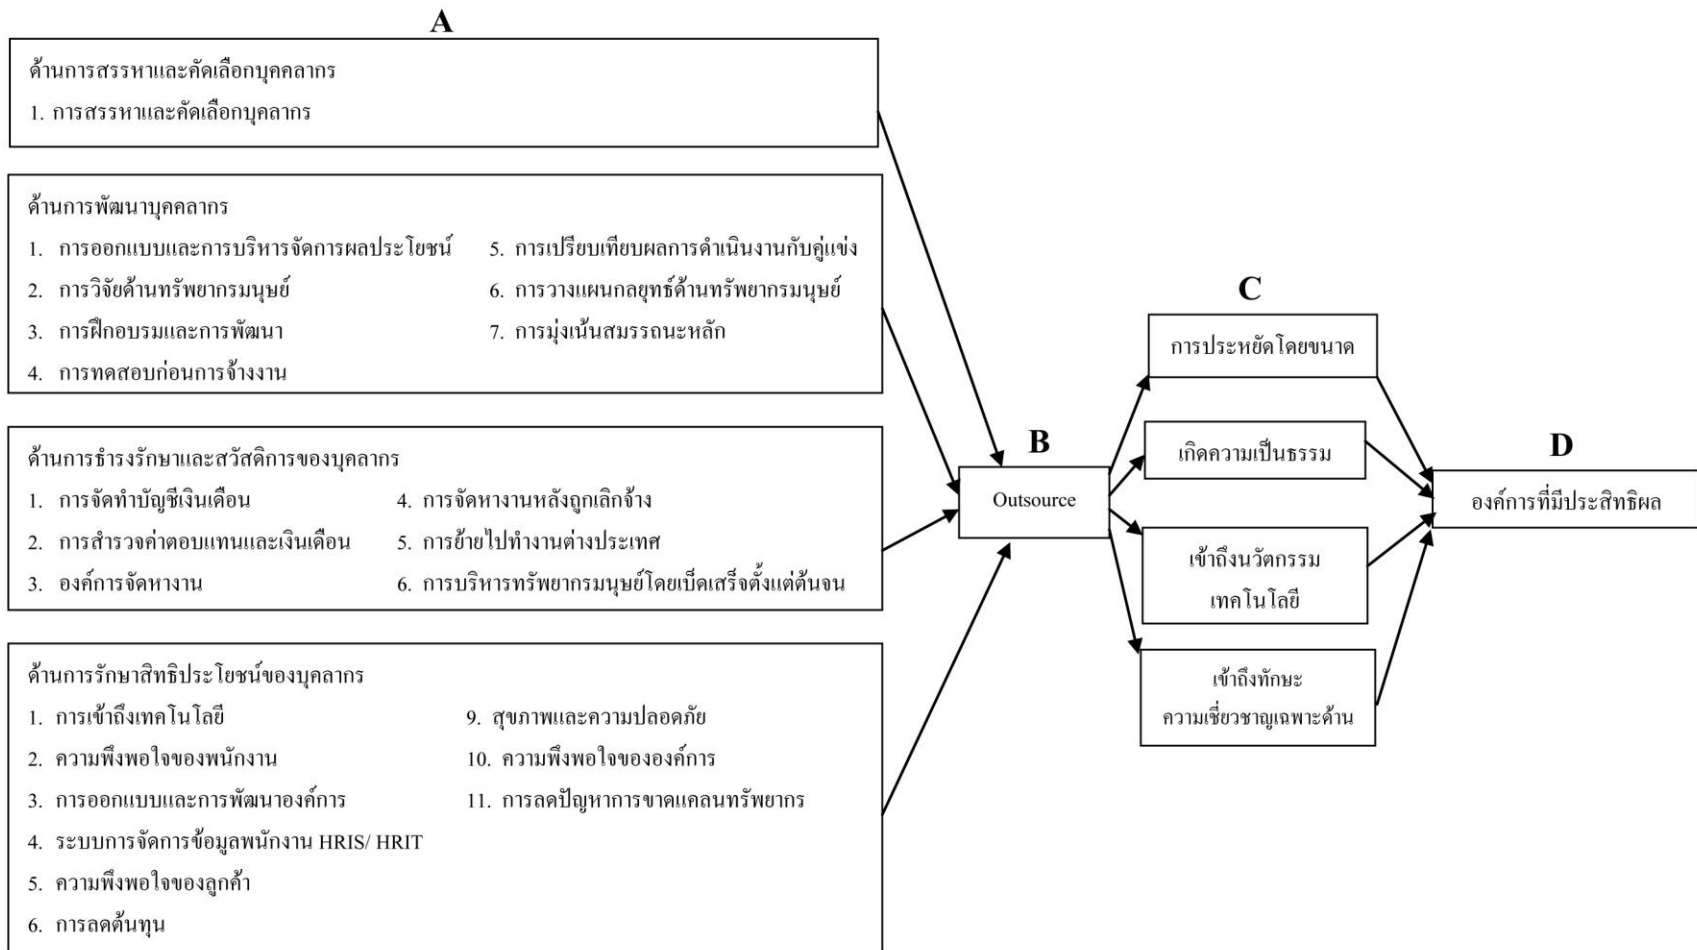 A
ด้านการสรรหาและคัดเลือกบุคคลากร
1. การสรรหาและคัดเลือกบุคลากร
ด้านการพัฒนาบุคคลากร
1. การออกแบบและการบริหารจัดการผลประโยชน์
2. การวิจัยด้านทรัพยากรมนุษย์
3. การฝึกอบรมและการพัฒนา
4. การทดสอบก่อนการจ้างงาน
5. การเปรียบเทียบผลการดำเนินงานกับคู่แข่ง
6. การวางแผนกลยุทธ์ด้านทรัพยากรมนุษย์
7. การมุ่งเน้นสมรรถนะหลัก
ด้านการธำรงรักษาและสวัสดิการของบุคลากร
1. การจัดทำบัญชีเงินเดือน
2. การสำรวจค่าตอบแทนและเงินเดือน
3. องค์การจัดหางาน
4. การจัดหางานหลังถูกเลิกจ้าง
5. การย้ายไปทำงานต่างประเทศ
6. การบริหารทรัพยากรมนุษย์โดยเบ็ดเสร็จตั้งแต่ต้นจน
ด้านการรักษาสิทธิประโยชน์ของบุคลากร
1. การเข้าถึงเทคโนโลยี
2. ความพึงพอใจของพนักงาน
3. การออกแบบและการพัฒนาองค์การ
4. ระบบการจัดการข้อมูลพนักงาน HRIS/ HRIT
5. ความพึงพอใจของลูกค้า
6. การลดต้นทุน
9. สุขภาพและความปลอดภัย
10. ความพึงพอใจขององค์การ
11. การลดปัญหาการขาดแคลนทรัพยากร
B
Outsource
C
การประหยัดโดยขนาด
เกิดความเป็นธรรม
เข้าถึงนวัตกรรม
เทคโนโลยี
เข้าถึงทักษะ
ความเชี่ยวชาญเฉพาะด้าน
D
องค์การที่มีประสิทธิผล